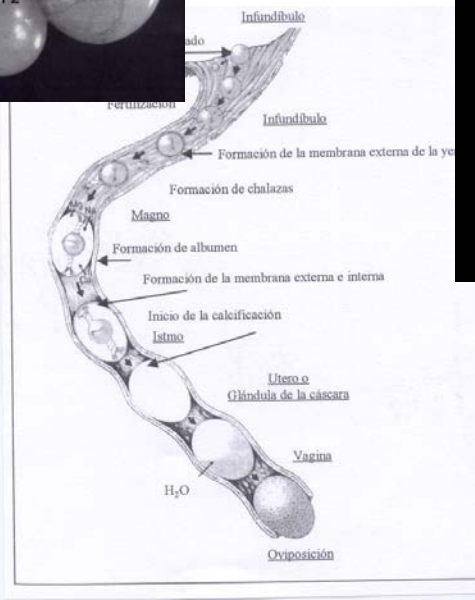 Infundíbulo
ado
Fertilización
Infundíbulo
Formación de la membrana externa de la ye
Formación de chalazas
Magno
Formación de albumen
Formación de la membrana externa e interna
Inicio de la calcificación
Istmo
Utero o
Glándula de la cáscara
Vagina
H₂O
Oviposición